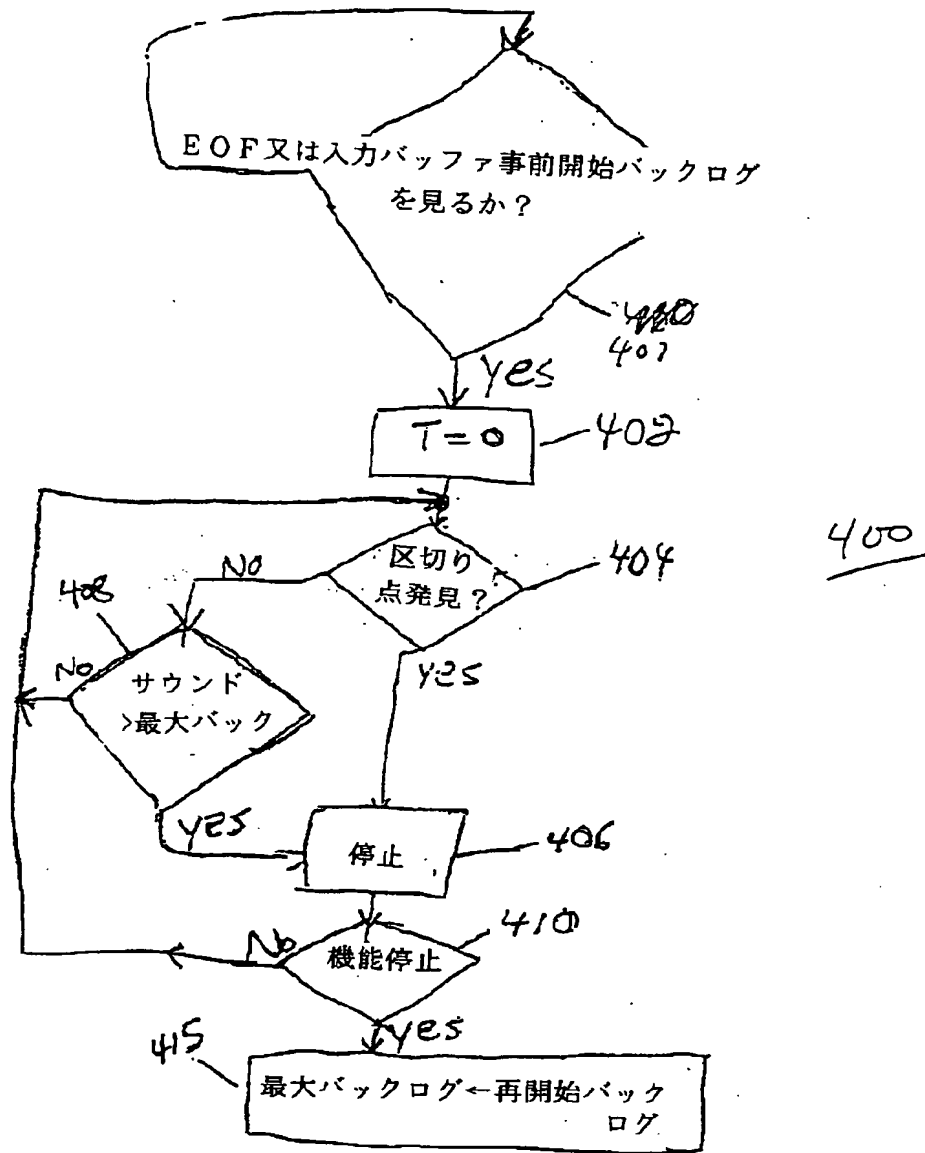 EOF又は入力バッファ事前開始バックログ
を見るか？
401
yes
T=0
402
区切り
点発見？
404
400
No
408
サウンド
>最大バック
No
yes
yes
停止
406
機能停止
410
No
yes
415
最大バックログ←再開始バック
ログ